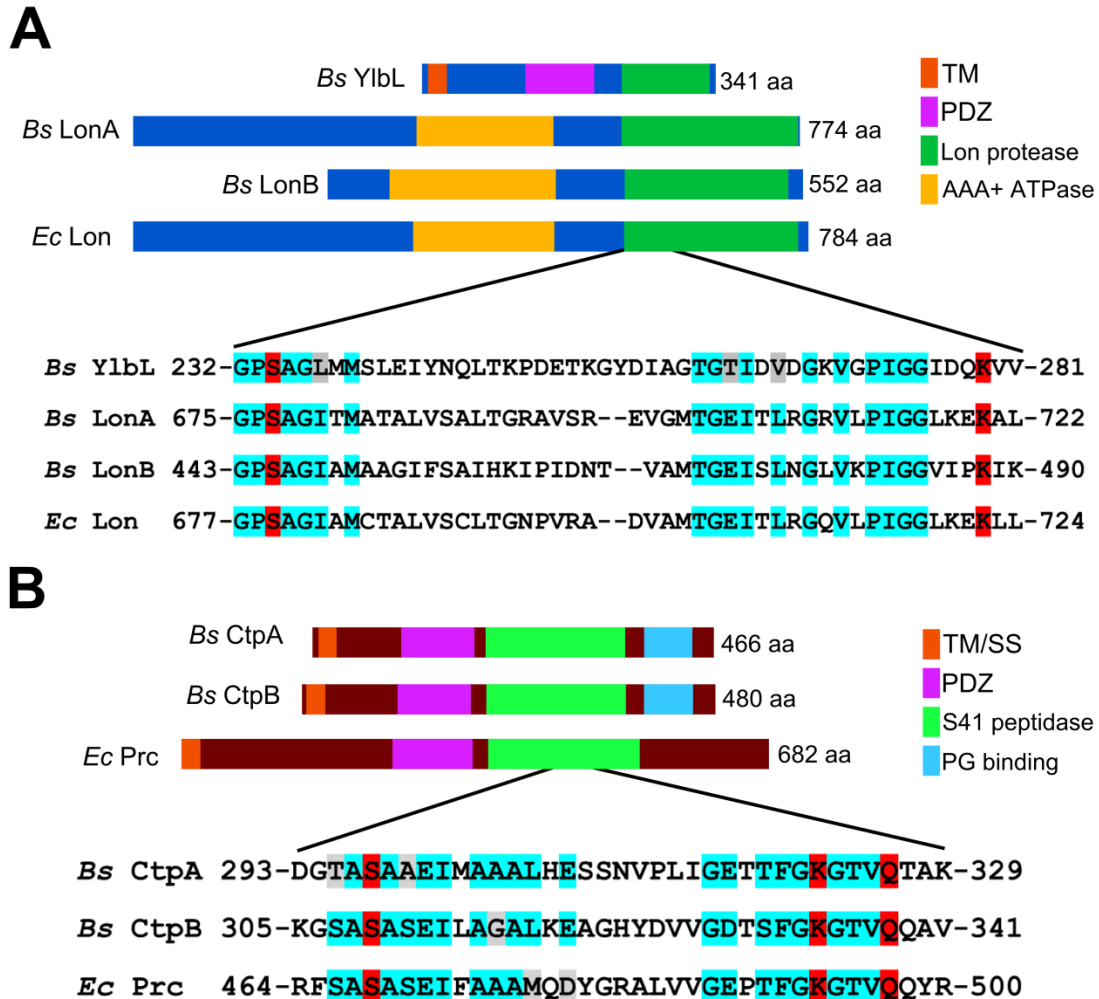 A
Bs YlbL 341 aa
Bs LonA 774 aa
Bs LonB 552 aa
Ec Lon 784 aa
TM
PDZ
Lon protease
AAA+ ATPase
Bs YlbL 232-GPSAGLMMSLEIYNQLTKPDETKGYDIAGTGTIDVDGKVGPIGGIDQKVV-281
Bs LonA 675-GPSAGITMATALVSALTGRAVSR--EVGMTGEITLRGRVLPIGGLKEKAL-722
Bs LonB 443-GPSAGIAMAAGIFSAIHKIPIDNT--VAMTGEISLNGLVKPIGGVIPKIK-490
Ec Lon 677-GPSAGIAMCTALVSCLTGNPVRA--DVAMTGEITLRGQVLPIGGLKEKLL-724
B
Bs CtpA 466 aa
Bs CtpB 480 aa
Ec Prc 682 aa
TM/SS
PDZ
S41 peptidase
PG binding
Bs CtpA 293-DGTASAAEIMAAALHESSNVPLIGETTFGKGTVQTAK-329
Bs CtpB 305-KGSASASEILAGALKEAGHYDVVGDTSFGKGTVQQAV-341
Ec Prc 464-RFSASASEIFAAAMQDYGRALVVGEPTFGKGTVQQYR-500